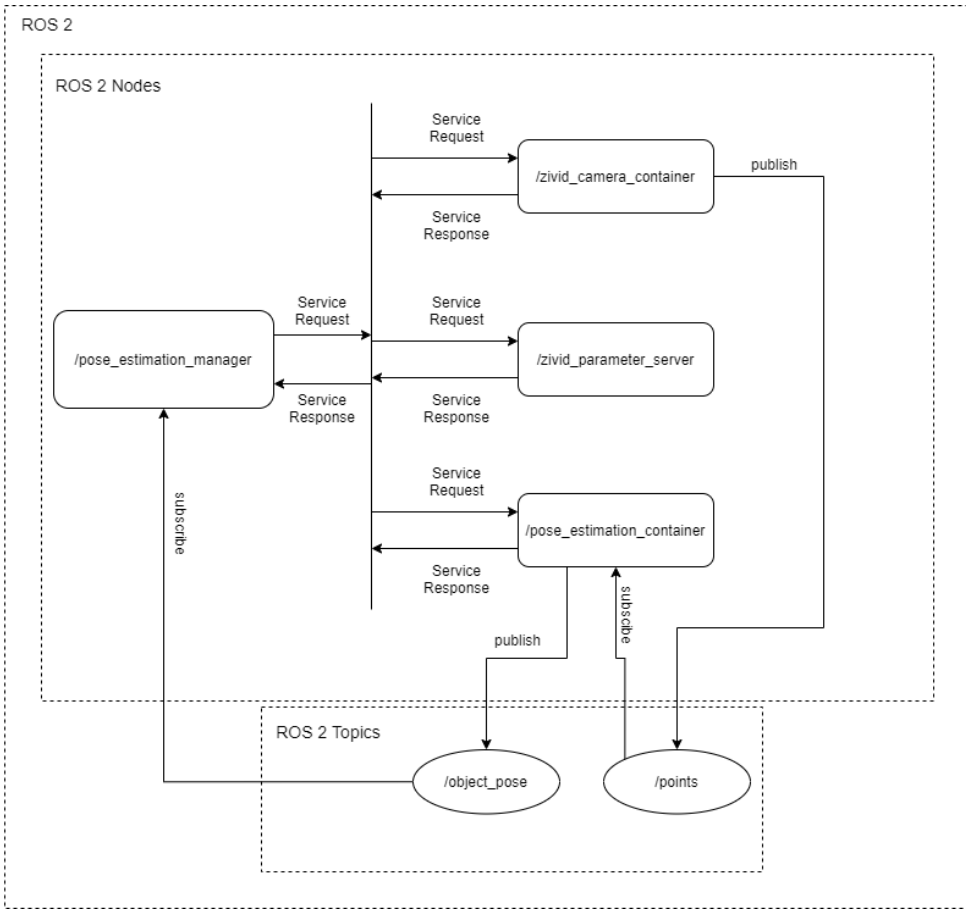 ROS 2
ROS 2 Nodes
Service
Request
/zivid_camera_container
publish
Service
Response
Service
Request
/pose_estimation_manager
Service
Response
Service
Request
/zivid_parameter_server
Service
Response
subscribe
Service
Request
/pose_estimation_container
Service
Response
publish
subscibe
ROS 2 Topics
/object_pose
/points